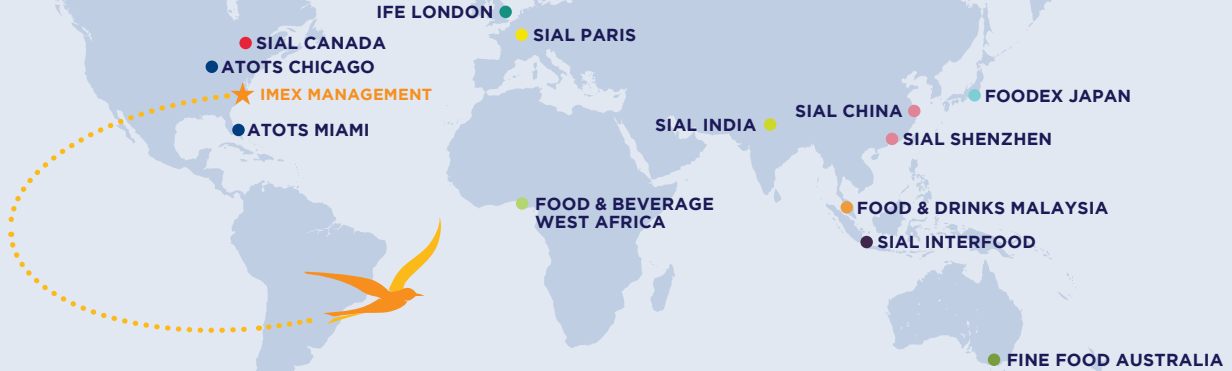 IFE LONDON
SIAL PARIS
SIAL CANADA
ATOTS CHICAGO
IMEX MANAGEMENT
FOODEX JAPAN
SIAL CHINA
SIAL INDIA
ATOTS MIAMI
SIAL SHENZHEN
FOOD & BEVERAGE
WEST AFRICA
FOOD & DRINKS MALAYSIA
SIAL INTERFOOD
FINE FOOD AUSTRALIA